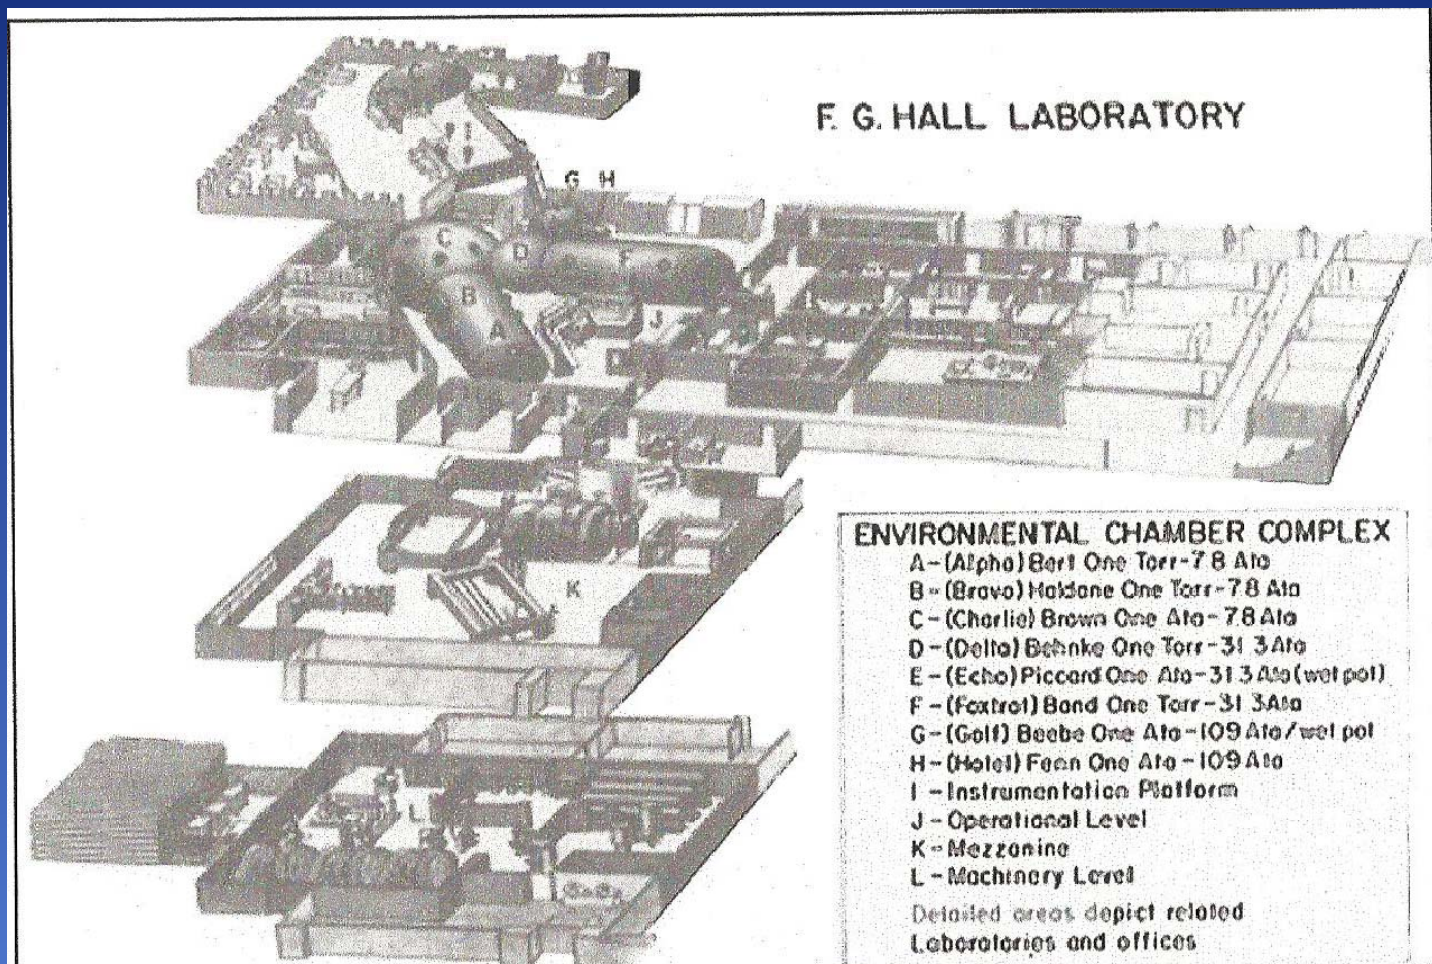 F. G. HALL LABORATORY
G H
I
C
D
F
B
A
J
D
K
L
ENVIRONMENTAL CHAMBER COMPLEX
A-(Alpha) Bert One Torr-7.8 Ata
B-(Bravo) Haldane One Torr-7.8 Ata
C-(Charlie) Brown One Ata-7.8 Ata
D-(Delta) Behnke One Torr-31.3 Ata
E-(Echo) Piccard One Ata-31.3 Ata (wet pot)
F-(Foxtrot) Bond One Torr-31.3 Ata
G-(Golf) Beebe One Ata-109 Ata/wet pot
H-(Hotel) Fenn One Ata-109 Ata
I-Instrumentation Platform
J-Operational Level
K-Mezzanine
L-Machinery Level
Detailed areas depict related
Laboratories and offices